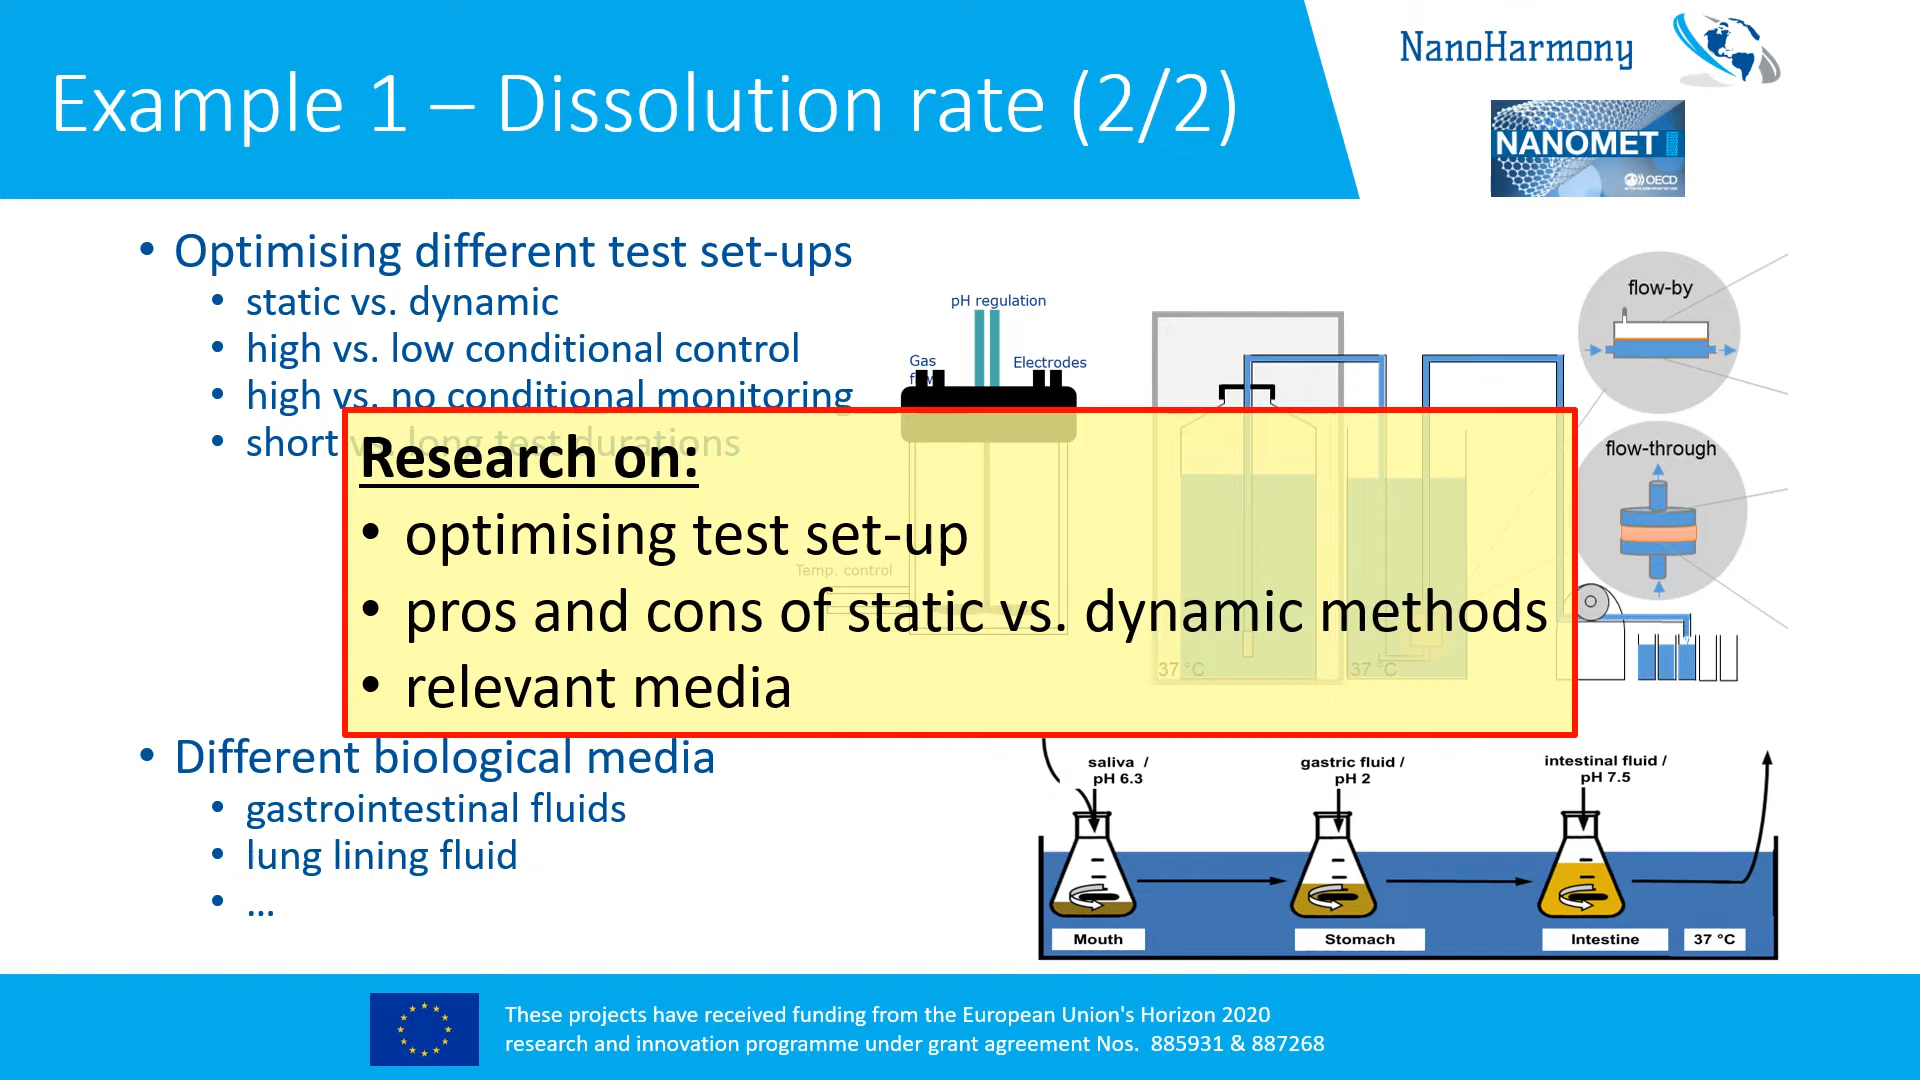 Example 1 – Dissolution rate (2/2)
NanoHarmony
NANOMET
OECD
• Optimising different test set-ups
• static vs. dynamic
• high vs. low conditional control
• high vs. no conditional monitoring
• short vs. long test durations
pH regulation
Gas
Electrodes
Temp. control
37 °C
37 °C
flow-by
flow-through
Research on:
• optimising test set-up
• pros and cons of static vs. dynamic methods
• relevant media
• Different biological media
• gastrointestinal fluids
• lung lining fluid
• ...
saliva /
pH 6.3
gastric fluid /
pH 2
intestinal fluid /
pH 7.5
Mouth
Stomach
Intestine
37 °C
These projects have received funding from the European Union's Horizon 2020
research and innovation programme under grant agreement Nos. 885931 & 887268